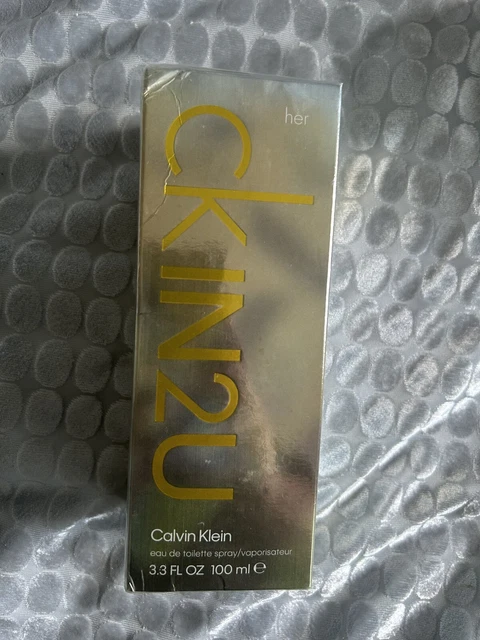 her
ckIN2U
Calvin Klein
eau de toilette spray/vaporisateur
3.3 FL OZ 100 ml ℮